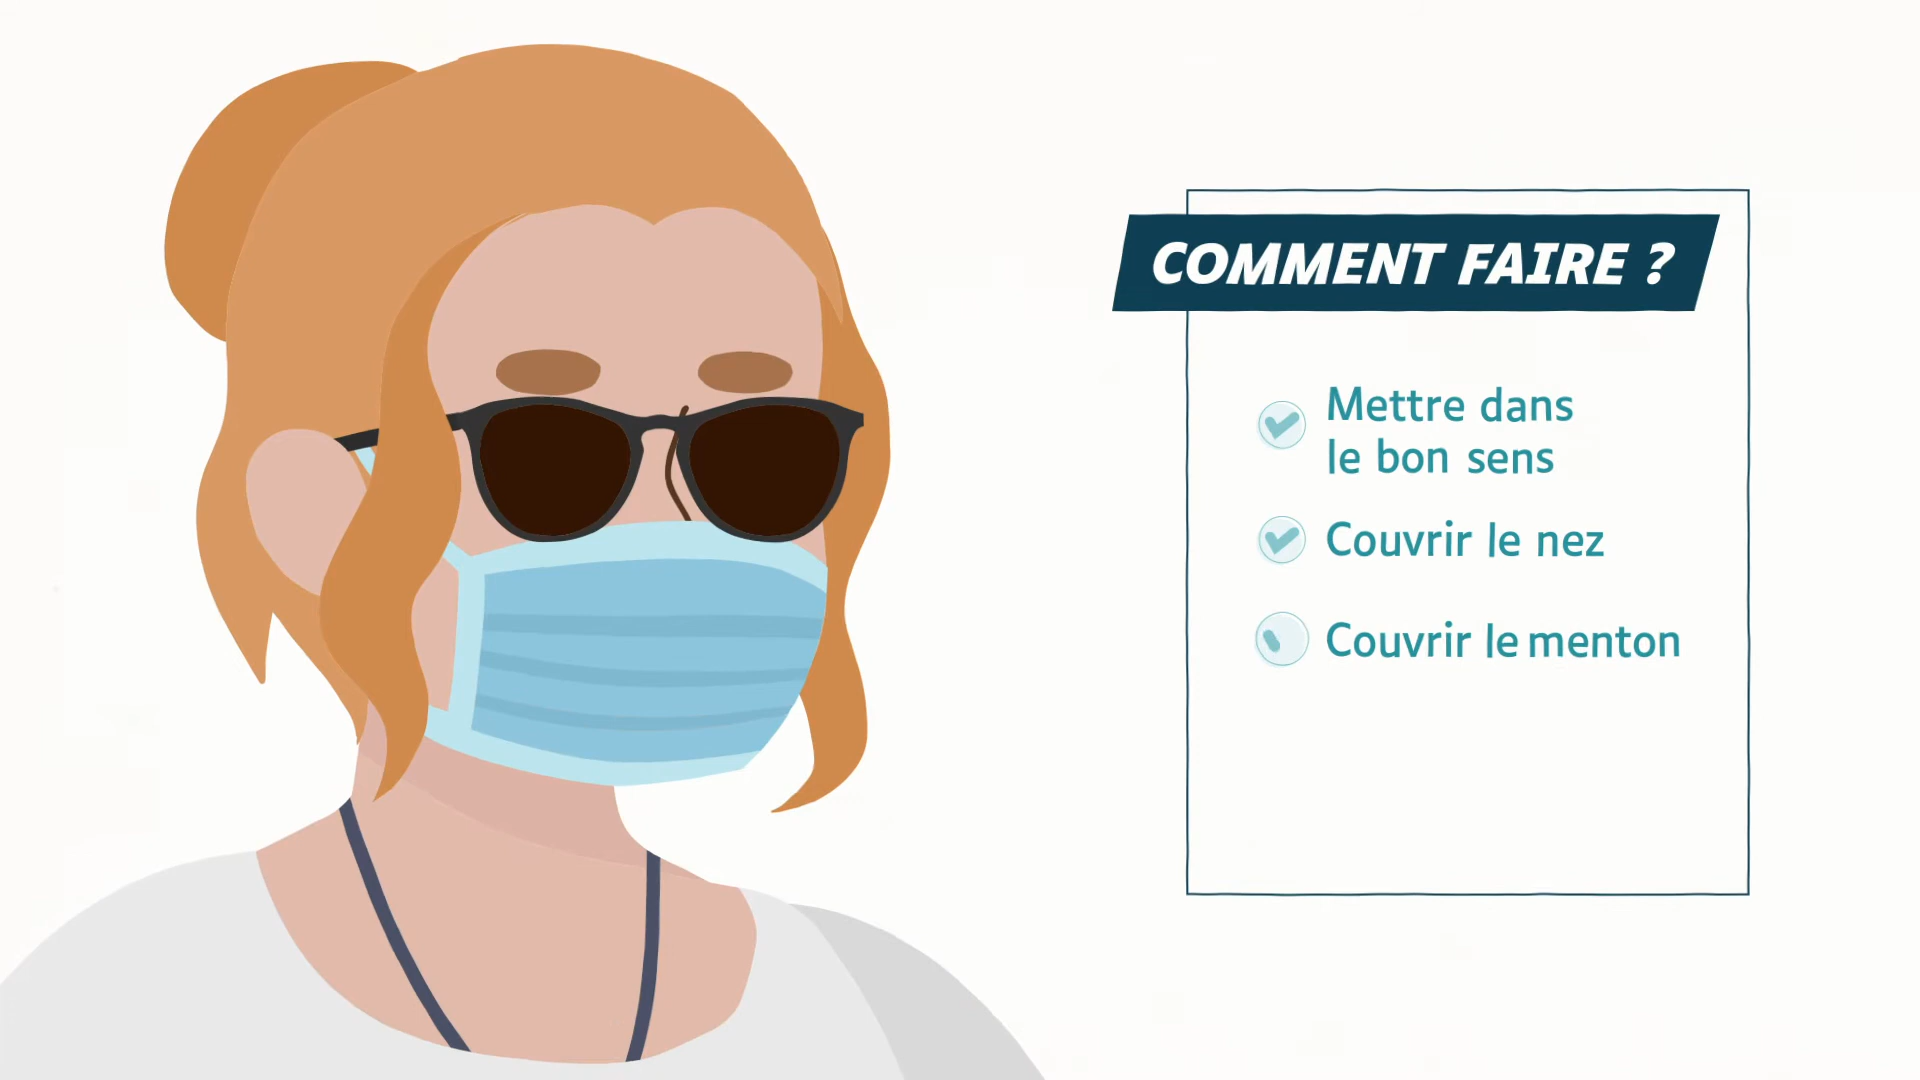 COMMENT FAIRE ?
Mettre dans
le bon sens
Couvrir le nez
Couvrir le menton